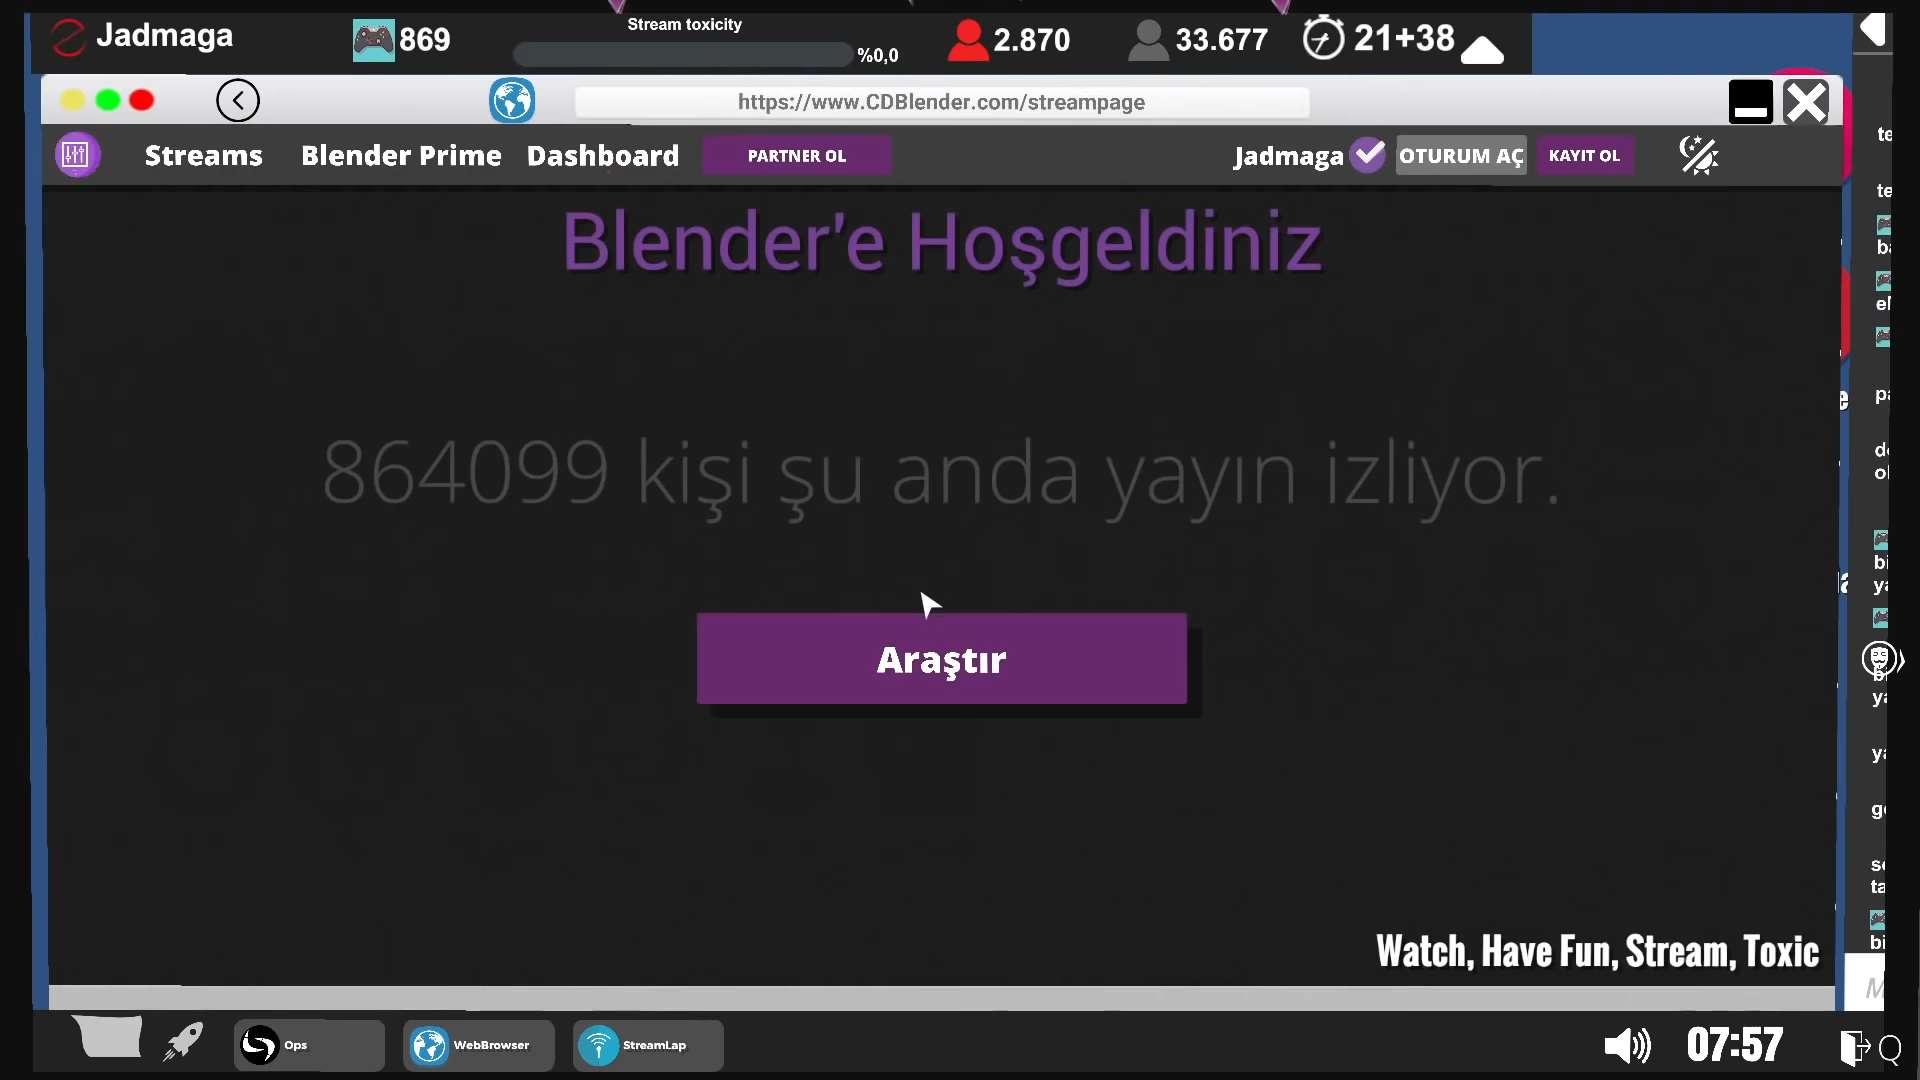 Jadmaga
869
Stream toxicity
%0,0
2.870
33.677
21+38
https://www.CDBlender.com/streampage
Streams
Blender Prime
Dashboard
PARTNER OL
Jadmaga
OTURUM AÇ
KAYIT OL
Blender'e Hoşgeldiniz
864099 kişi şu anda yayın izliyor.
Araştır
Watch, Have Fun, Stream, Toxic
Ops
WebBrowser
StreamLap
07:57
Q